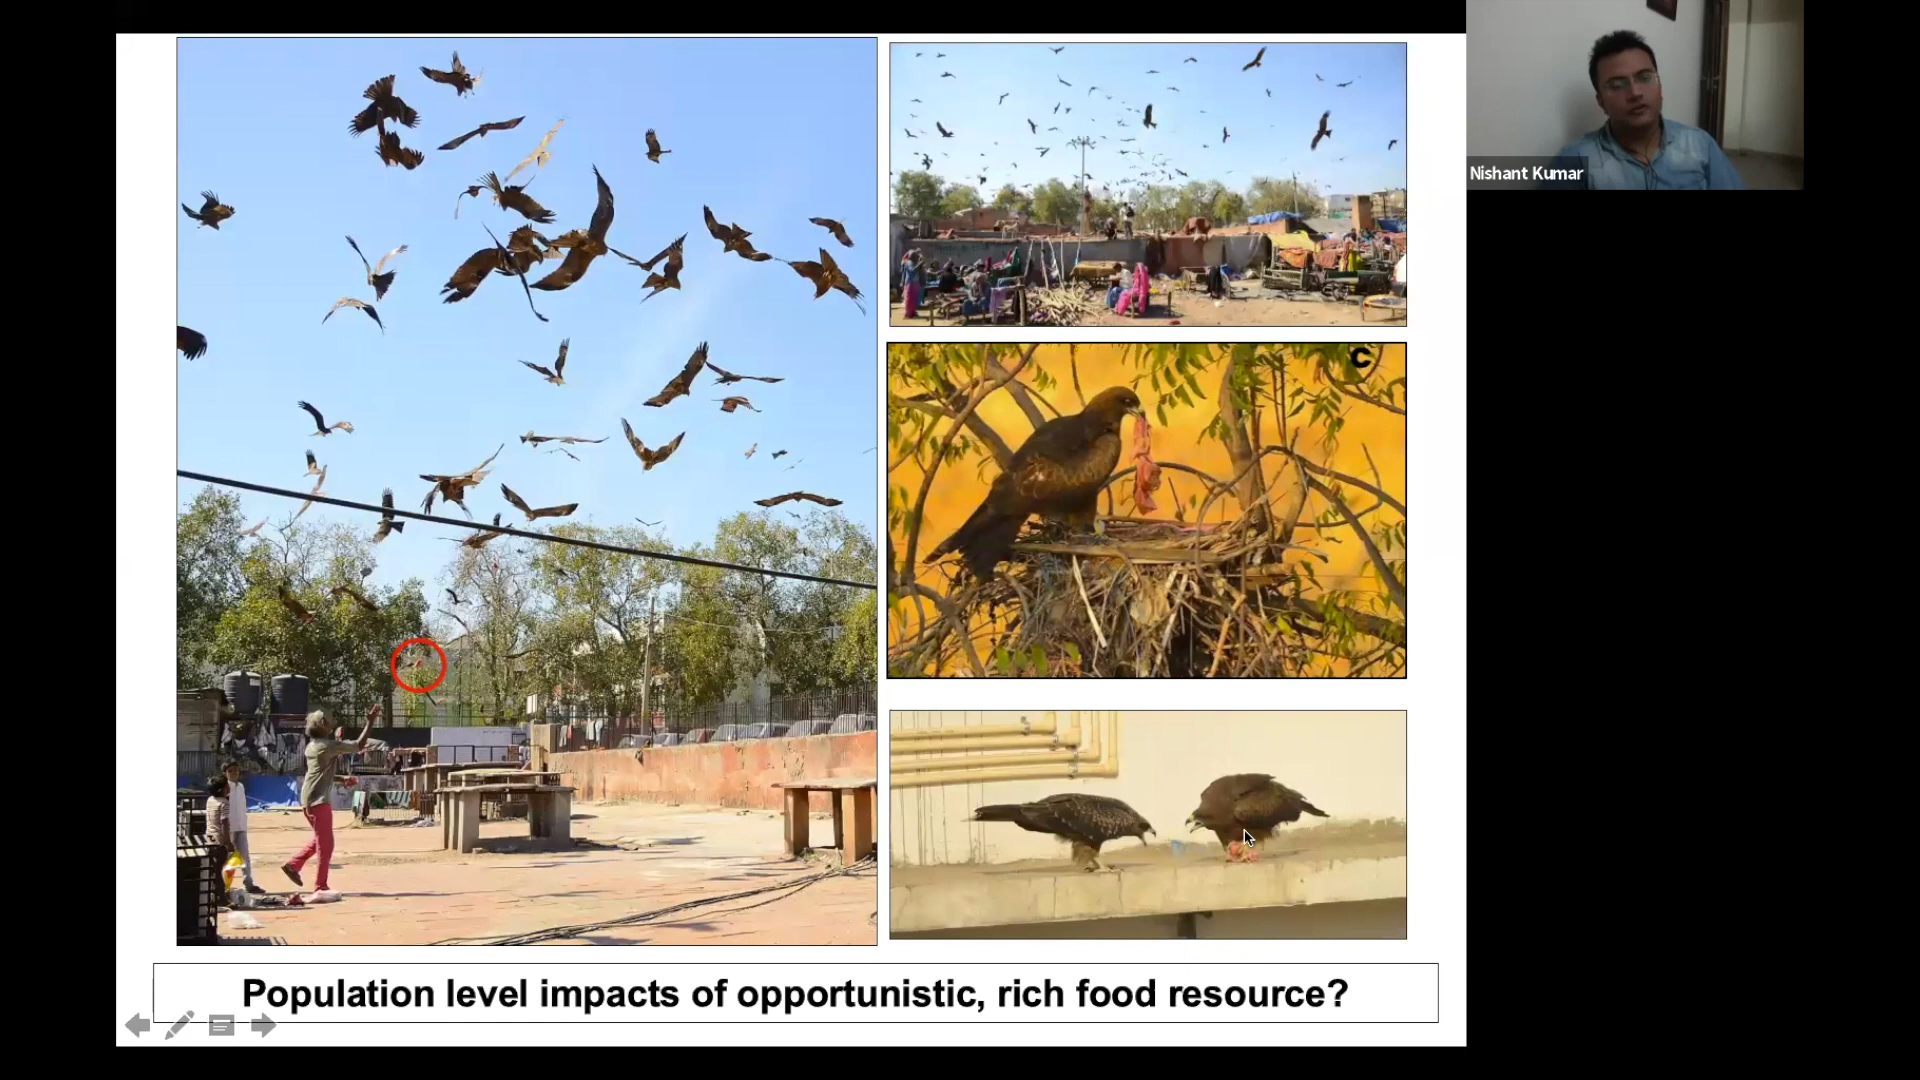 Nishant Kumar
C
Population level impacts of opportunistic, rich food resource?